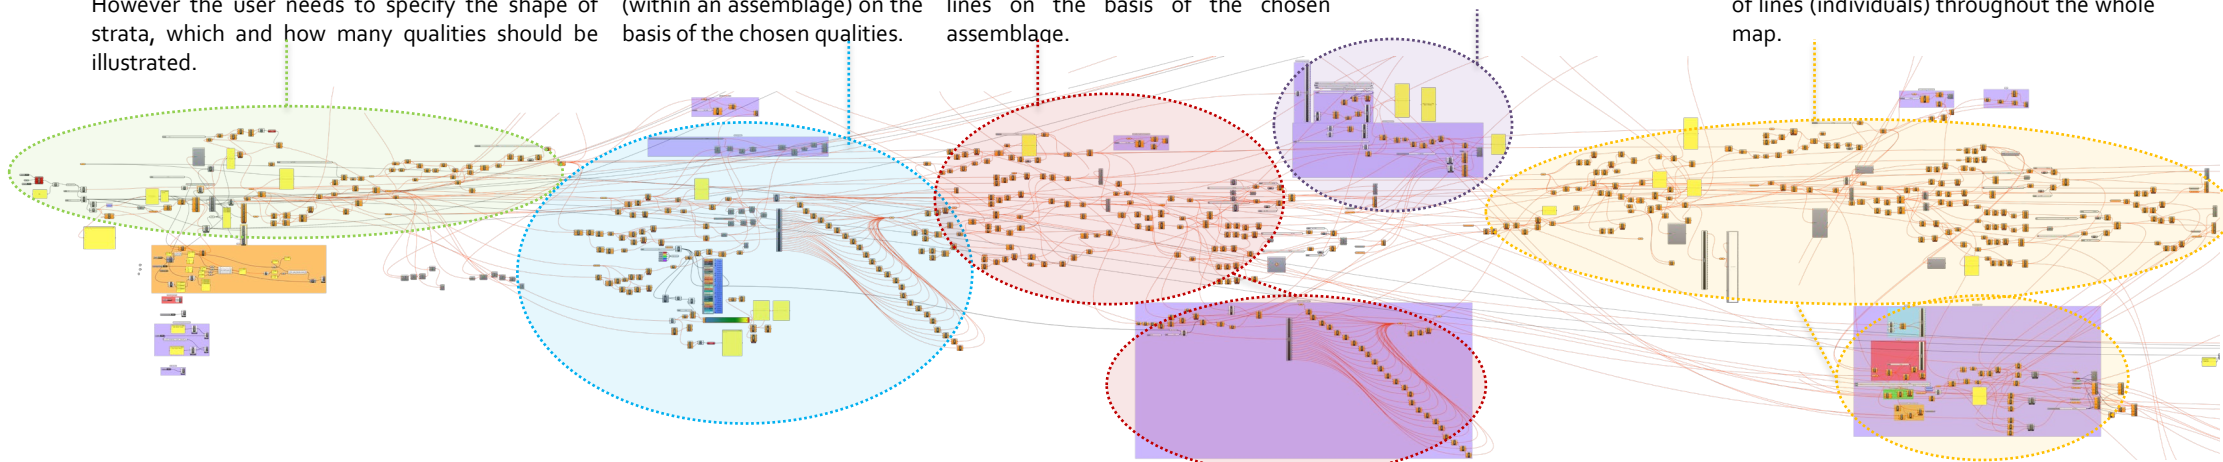 However the user needs to specify the shape of
strata, which and how many qualities should be
illustrated.
(within an assemblage) on the
basis of the chosen qualities.
lines on the basis of the chosen
assemblage.
of lines (individuals) throughout the whole
map.